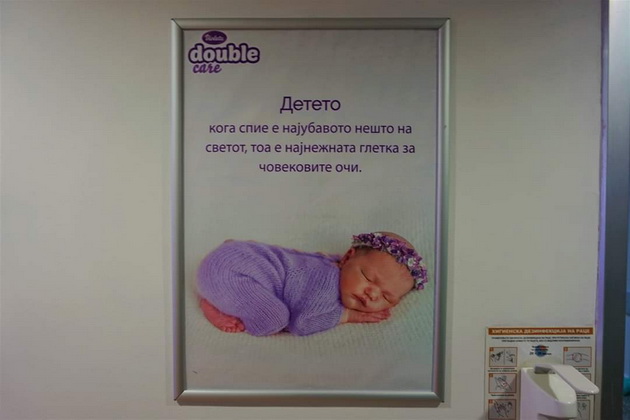 Violeta
double
care
Детето
кога спие е најубавото нешто на
светот, тоа е најнежната глетка за
човековите очи.
ХИГИЕНСКА ДЕЗИНФЕКЦИЈА НА РАЦЕ